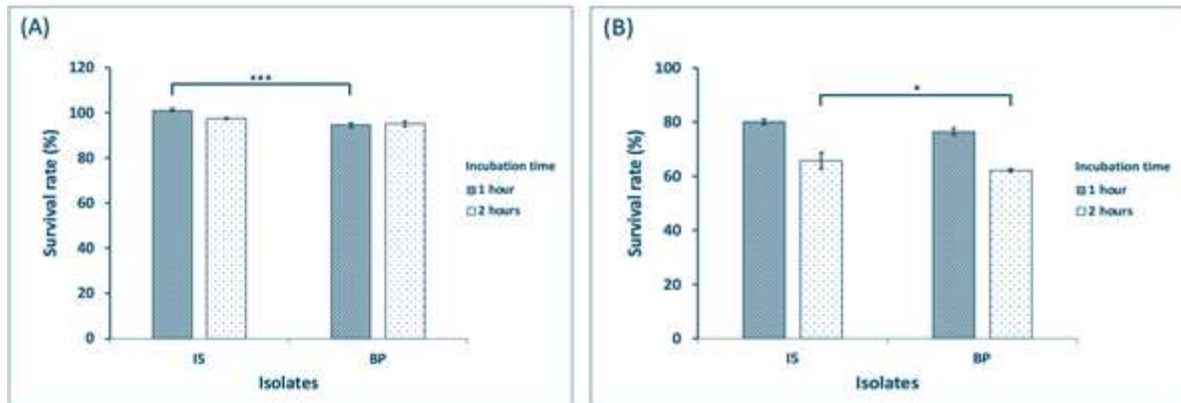 (A)
120
100
80
60
40
20
0
Survival rate (%)
***
IS
BP
Isolates
Incubation time
1 hour
2 hours
(B)
100
80
60
40
20
0
Survival rate (%)
*
IS
BP
Isolates
Incubation time
1 hour
2 hours